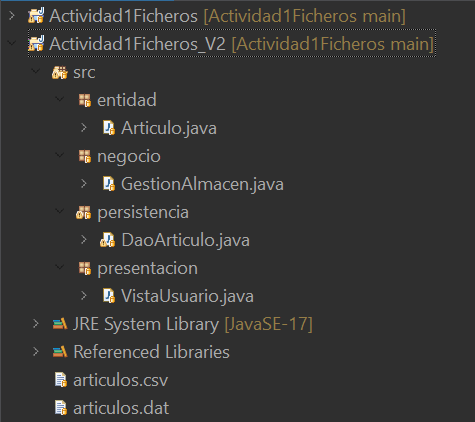 Actividad1Ficheros [Actividad1Ficheros main]
Actividad1Ficheros_V2 [Actividad1Ficheros main]
src
entidad
Articulo.java
negocio
GestionAlmacen.java
persistencia
DaoArticulo.java
presentacion
VistaUsuario.java
JRE System Library [JavaSE-17]
Referenced Libraries
articulos.csv
articulos.dat